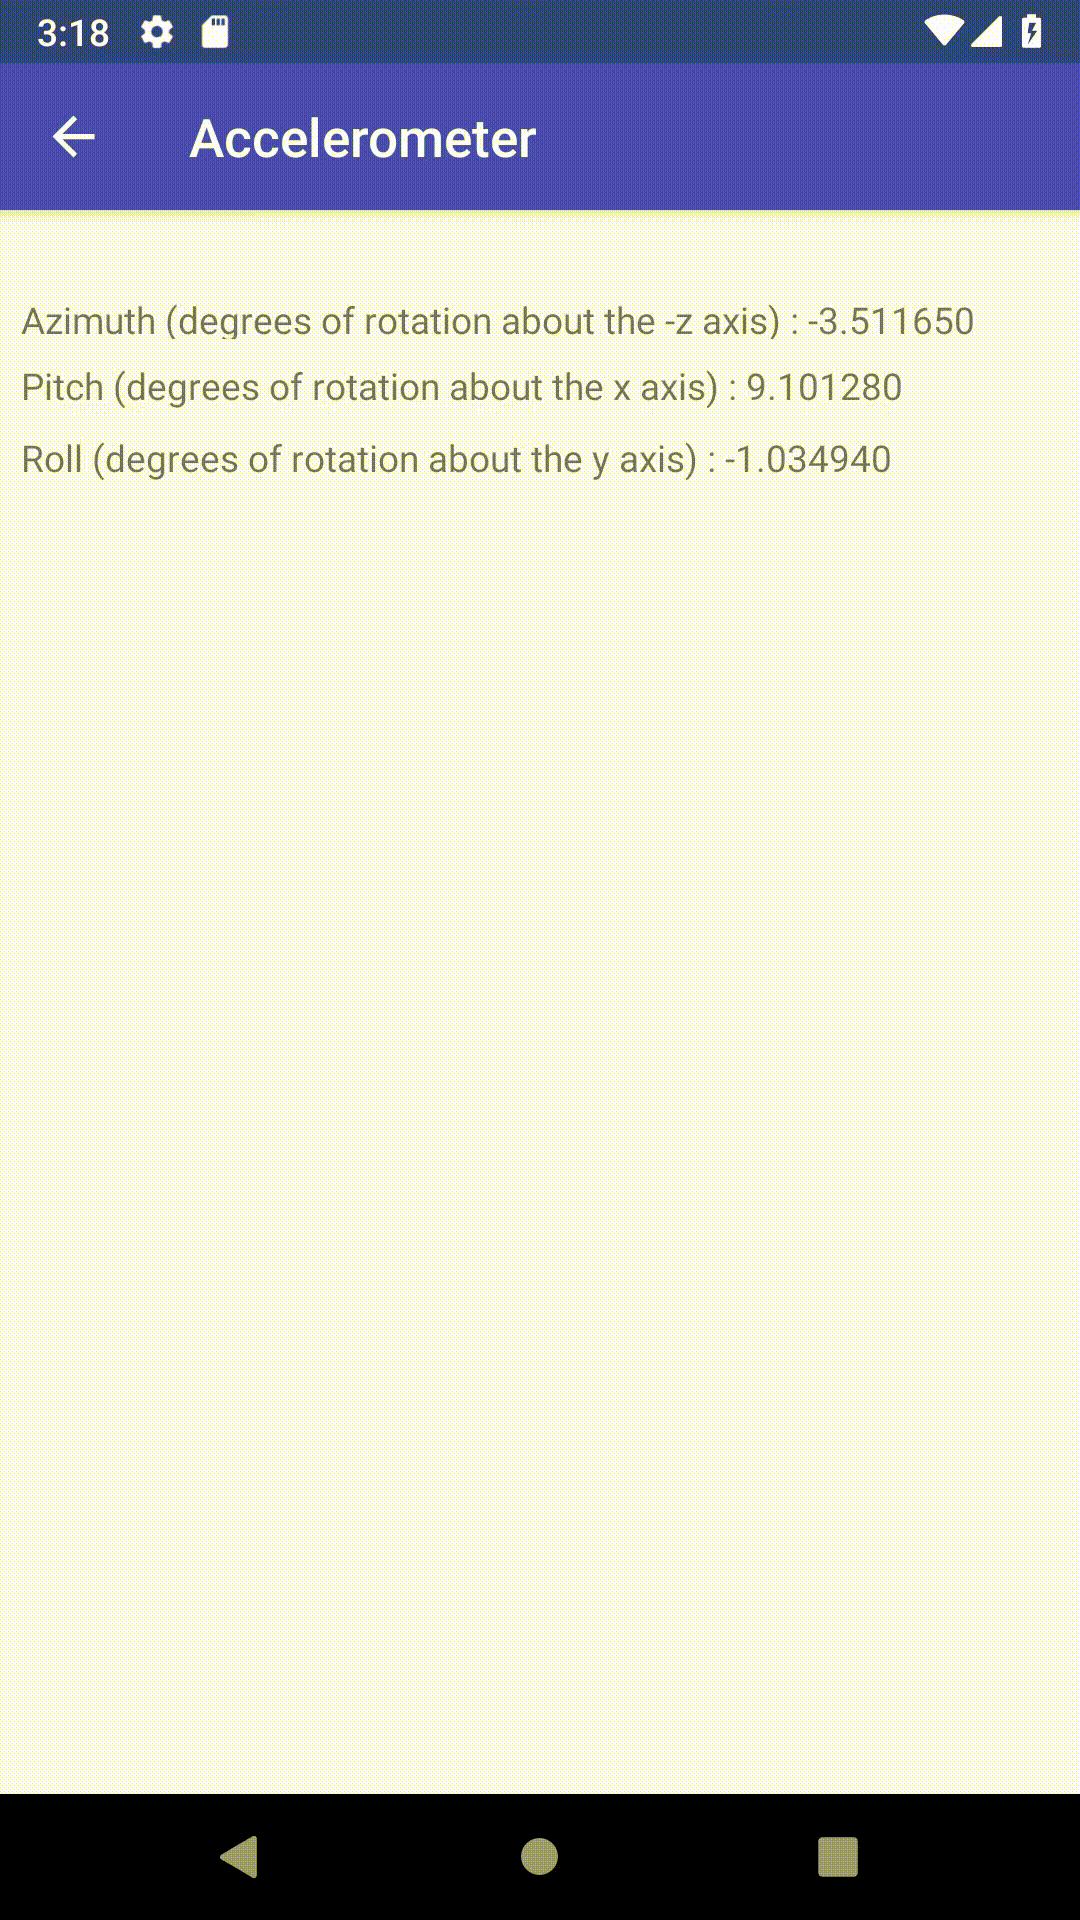 3:18
Accelerometer
Azimuth (degrees of rotation about the -z axis) : -3.511650
Pitch (degrees of rotation about the x axis) : 9.101280
Roll (degrees of rotation about the y axis) : -1.034940